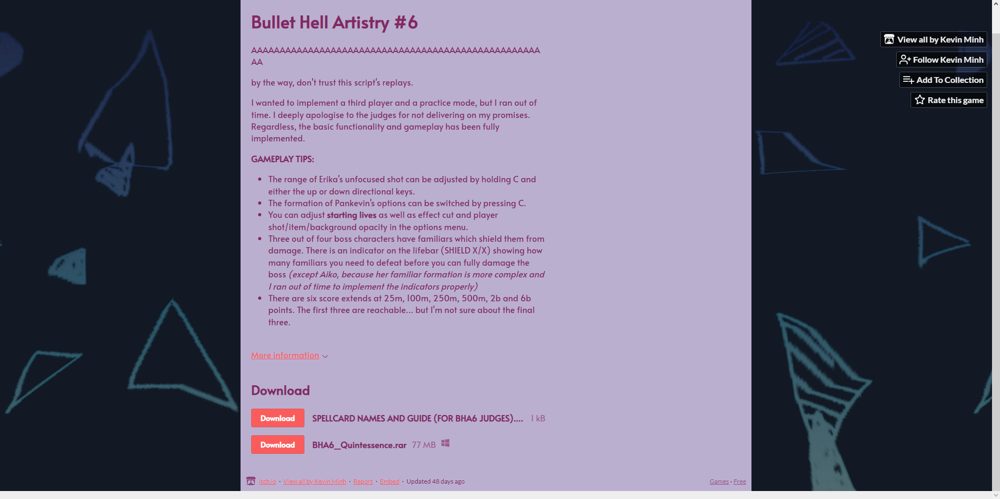 Bullet Hell Artistry #6
AAAAAAAAAAAAAAAAAAAAAAAAAAAAAAAAAAAAAAAAAAAAAAAAAAA
AA
by the way, don't trust this script's replays.
I wanted to implement a third player and a practice mode, but I ran out of
time. I deeply apologise to the judges for not delivering on my promises.
Regardless, the basic functionality and gameplay has been fully
implemented.
GAMEPLAY TIPS:
• The range of Erika's unfocused shot can be adjusted by holding C and
either the up or down directional keys.
• The formation of Pankevin's options can be switched by pressing C.
• You can adjust starting lives as well as effect cut and player
shot/item/background opacity in the options menu.
• Three out of four boss characters have familiars which shield them from
damage. There is an indicator on the lifebar (SHIELD X/X) showing how
many familiars you need to defeat before you can fully damage the
boss (except Aiko, because her familiar formation is more complex and
I ran out of time to implement the indicators properly)
• There are six score extends at 25m, 100m, 250m, 500m, 2b and 6b
points. The first three are reachable... but I'm not sure about the final
three.
More information
Download
Download SPELLCARD NAMES AND GUIDE (FOR BHA6 JUDGES).... 1 kB
Download BHA6_Quintessence.rar 77 MB
itch.io · View all by Kevin Minh · Report · Embed · Updated 48 days ago
Games › Free
View all by Kevin Minh
Follow Kevin Minh
Add To Collection
Rate this game